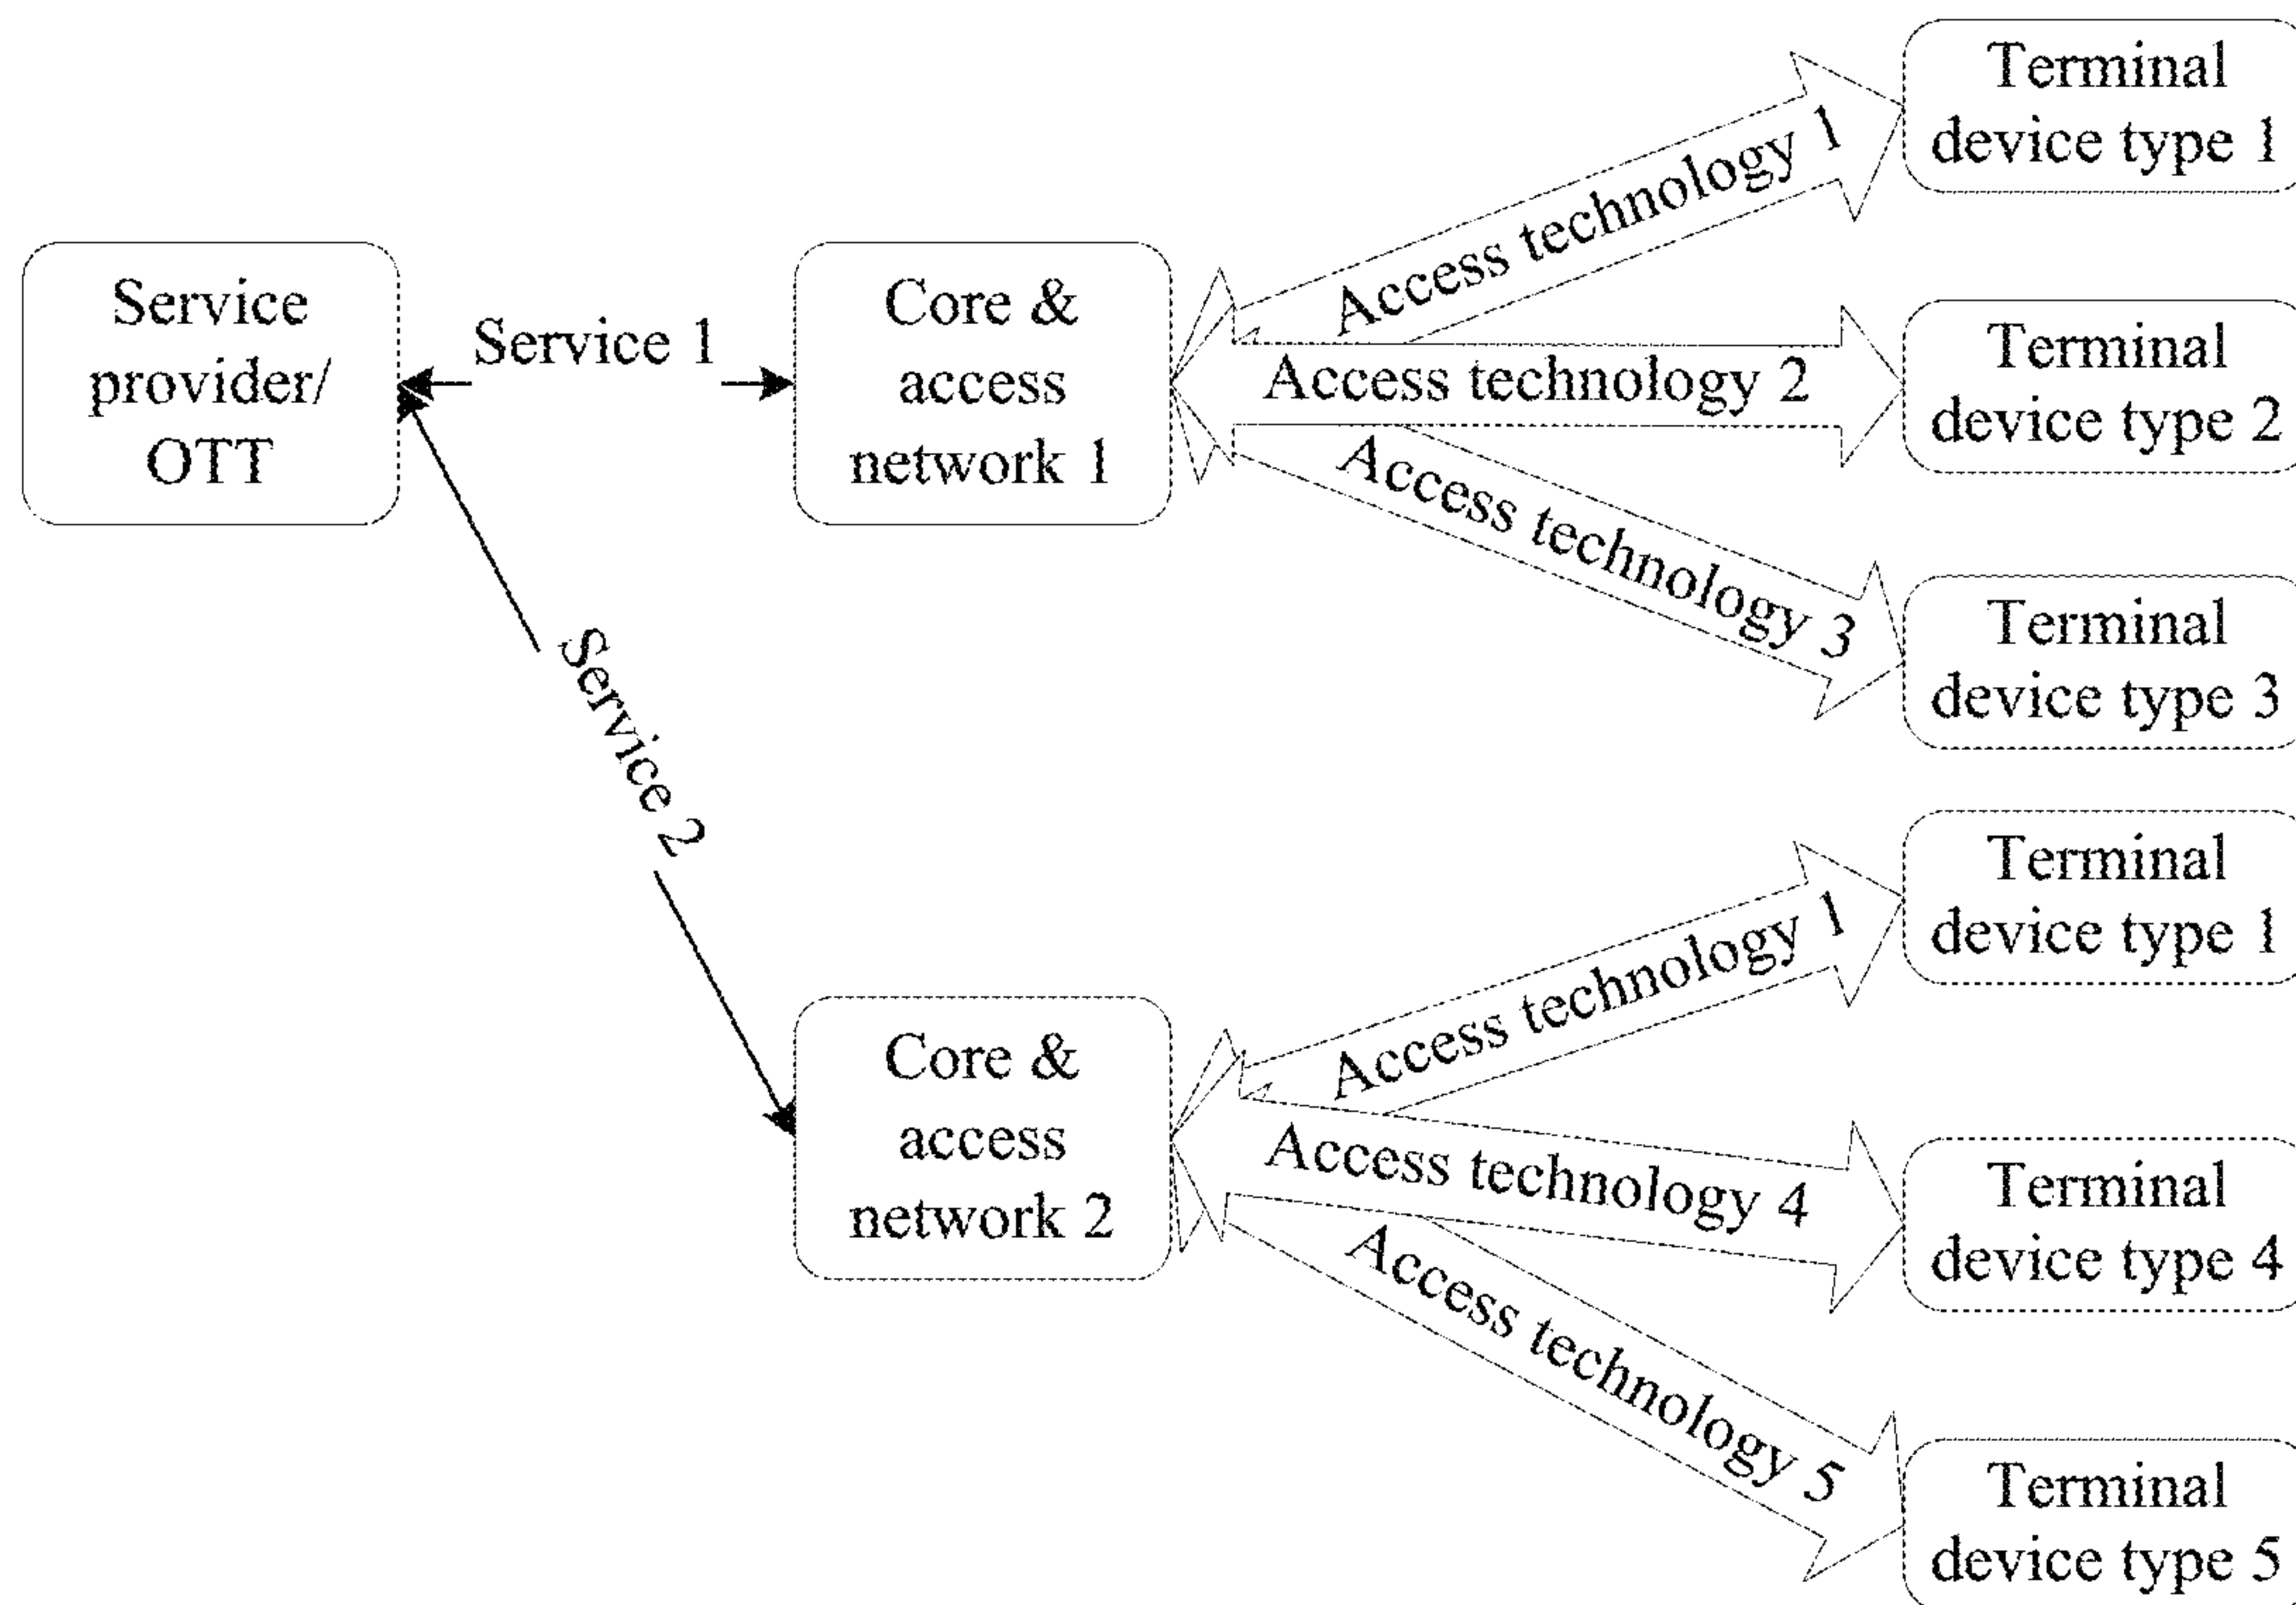 Service
provider/
OTT
Service 1
Core &
access
network 1
Access technology 1
Access technology 2
Access technology 3
Terminal
device type 1
Terminal
device type 2
Terminal
device type 3
Service 2
Core &
access
network 2
Access technology 1
Access technology 4
Access technology 5
Terminal
device type 1
Terminal
device type 4
Terminal
device type 5